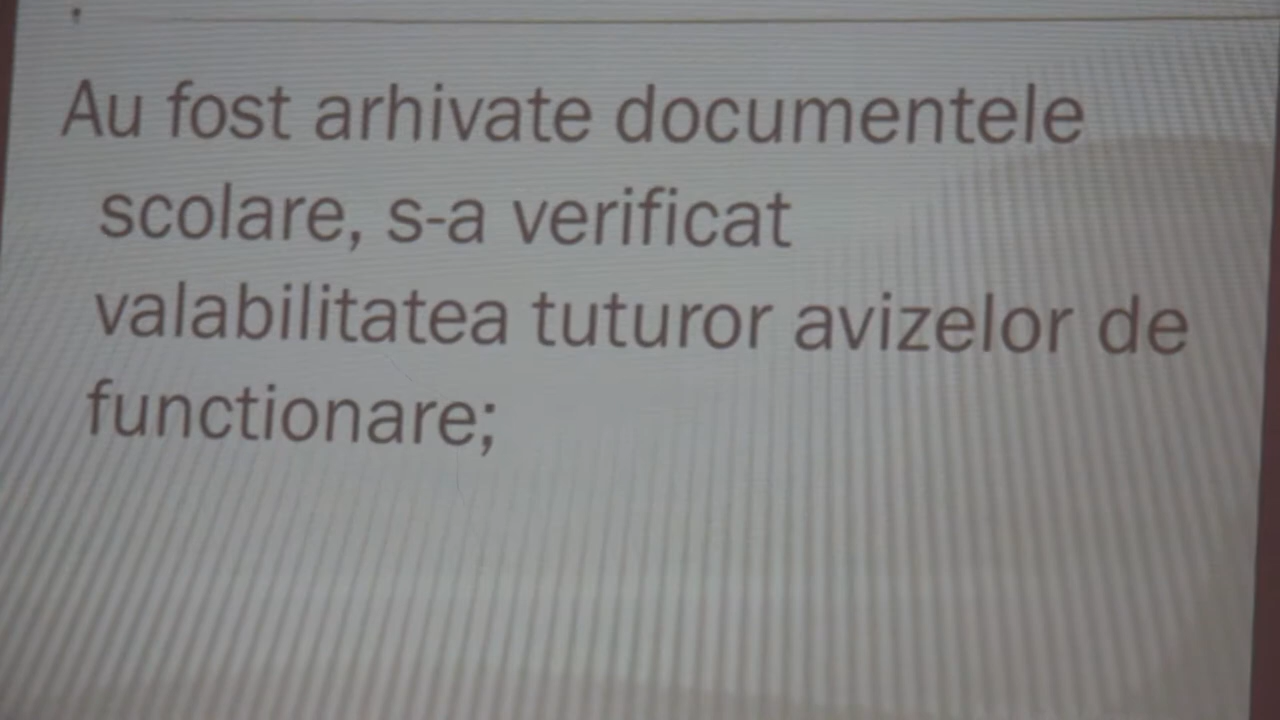 Au fost arhivate documentele
scolare, s-a verificat
valabilitatea tuturor avizelor de
functionare;